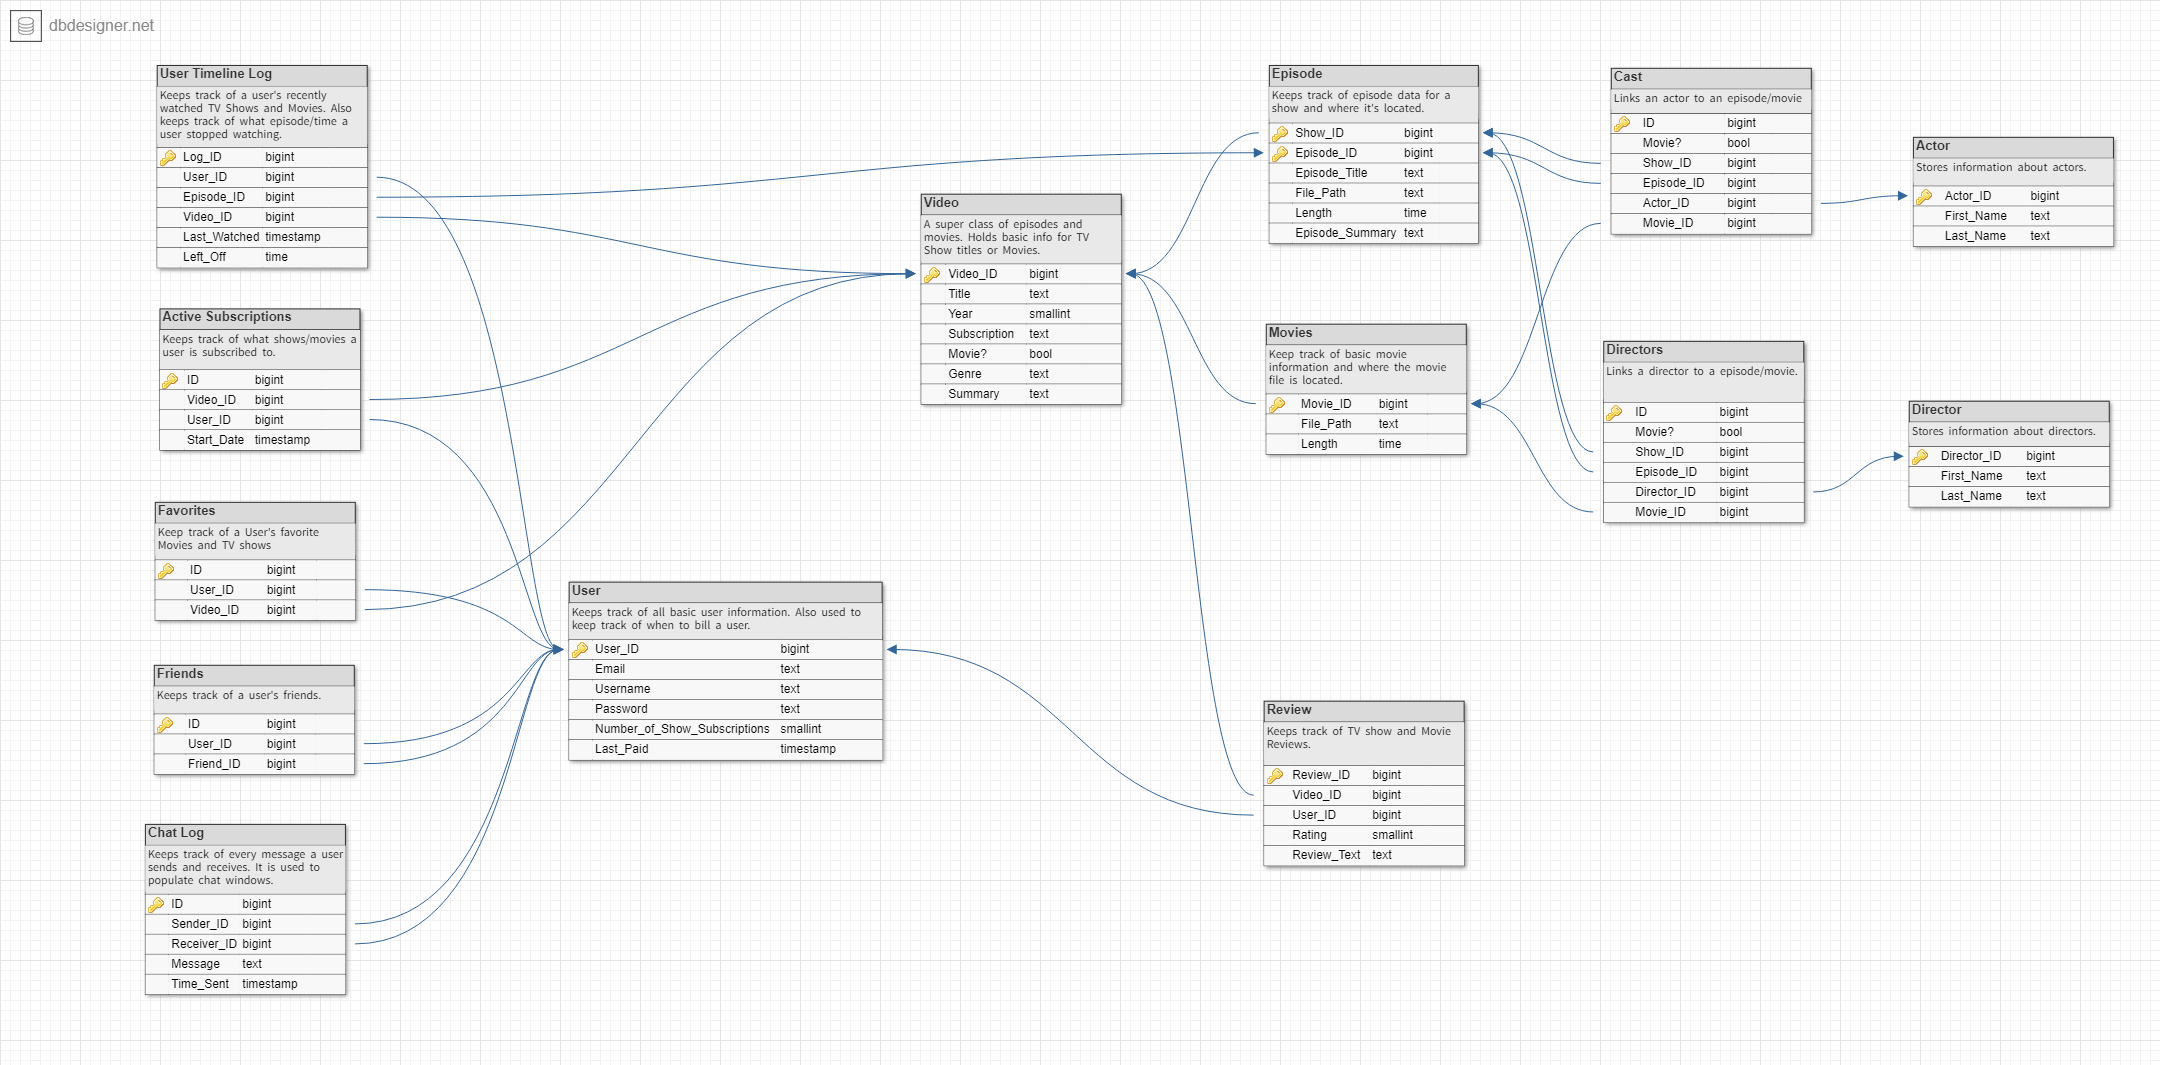 dbdesigner.net
User Timeline Log
Keeps track of a user's recently
watched TV Shows and Movies. Also
keeps track of what episode/time a
user stopped watching.
Log_ID bigint
User_ID bigint
Episode_ID bigint
Video_ID bigint
Last_Watched timestamp
Left_Off time
Active Subscriptions
Keeps track of what shows/movies a
user is subscribed to.
ID bigint
Video_ID bigint
User_ID bigint
Start_Date timestamp
Favorites
Keep track of a User's favorite
Movies and TV shows
ID bigint
User_ID bigint
Video_ID bigint
Friends
Keeps track of a user's friends.
ID bigint
User_ID bigint
Friend_ID bigint
Chat Log
Keeps track of every message a user
sends and receives. It is used to
populate chat windows.
ID bigint
Sender_ID bigint
Receiver_ID bigint
Message text
Time_Sent timestamp
User
Keeps track of all basic user information. Also used to
keep track of when to bill a user.
User_ID bigint
Email text
Username text
Password text
Number_of_Show_Subscriptions smallint
Last_Paid timestamp
Video
A super class of episodes and
movies. Holds basic info for TV
Show titles or Movies.
Video_ID bigint
Title text
Year smallint
Subscription text
Movie? bool
Genre text
Summary text
Episode
Keeps track of episode data for a
show and where it's located.
Show_ID bigint
Episode_ID bigint
Episode_Title text
File_Path text
Length time
Episode_Summary text
Movies
Keep track of basic movie
information and where the movie
file is located.
Movie_ID bigint
File_Path text
Length time
Review
Keeps track of TV show and Movie
Reviews.
Review_ID bigint
Video_ID bigint
User_ID bigint
Rating smallint
Review_Text text
Cast
Links an actor to an episode/movie
ID bigint
Movie? bool
Show_ID bigint
Episode_ID bigint
Actor_ID bigint
Movie_ID bigint
Directors
Links a director to a episode/movie.
ID bigint
Movie? bool
Show_ID bigint
Episode_ID bigint
Director_ID bigint
Movie_ID bigint
Actor
Stores information about actors.
Actor_ID bigint
First_Name text
Last_Name text
Director
Stores information about directors.
Director_ID bigint
First_Name text
Last_Name text